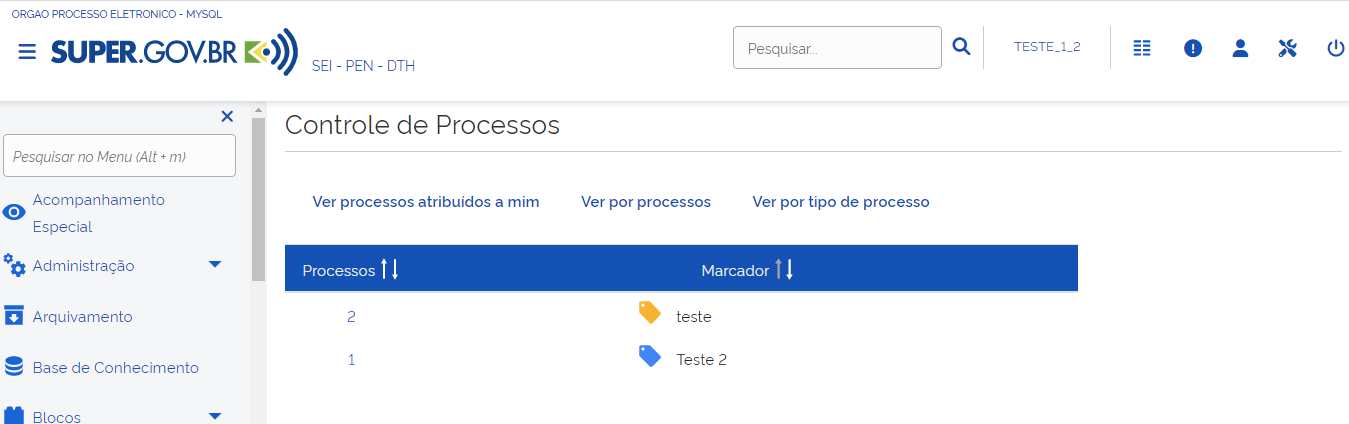 ORGAO PROCESSO ELETRONICO - MYSQL
SUPER.GOV.BR
SEI - PEN - DTH
Pesquisar...
TESTE_1_2
Pesquisar no Menu (Alt + m)
Acompanhamento
Especial
Administração
Arquivamento
Base de Conhecimento
Blocos
Controle de Processos
Ver processos atribuídos a mim Ver por processos Ver por tipo de processo
Processos Marcador
2 teste
1 Teste 2